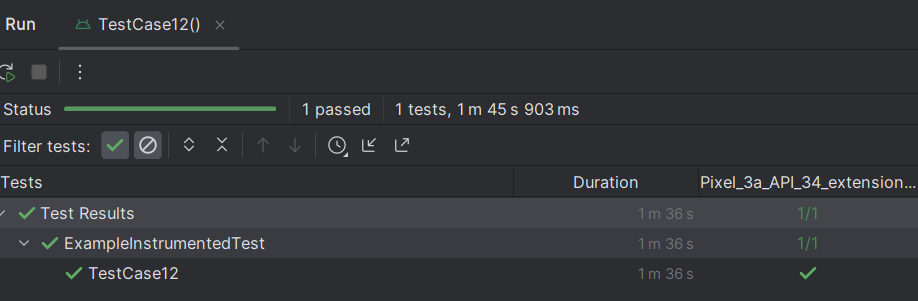 Run TestCase12()
Status 1 passed 1 tests, 1 m 45 s 903 ms
Filter tests:
Tests Duration Pixel_3a_API_34_extension...
Test Results 1 m 36 s 1/1
ExampleInstrumentedTest 1 m 36 s 1/1
TestCase12 1 m 36 s